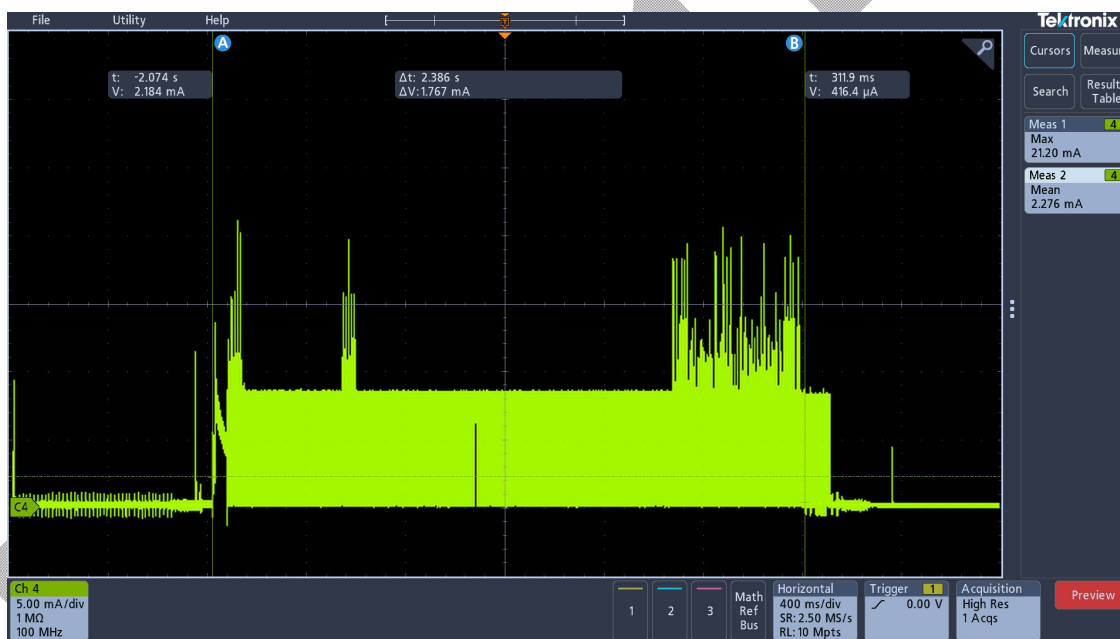 File Utility Help
Tektronix
A
B
t: -2.074 s
V: 2.184 mA
Δt: 2.386 s
ΔV: 1.767 mA
t: 311.9 ms
V: 416.4 µA
Cursors
Search
Table
Meas 1 4
Max
21.20 mA
Meas 2 4
Mean
2.276 mA
C4
Ch 4
5.00 mA/div
1 MΩ
100 MHz
1
2
3
Math
Ref
Bus
Horizontal
400 ms/div
SR: 2.50 MS/s
RL: 10 Mpts
Trigger 1
0.00 V
Acquisition
High Res
1 Acqs
Preview